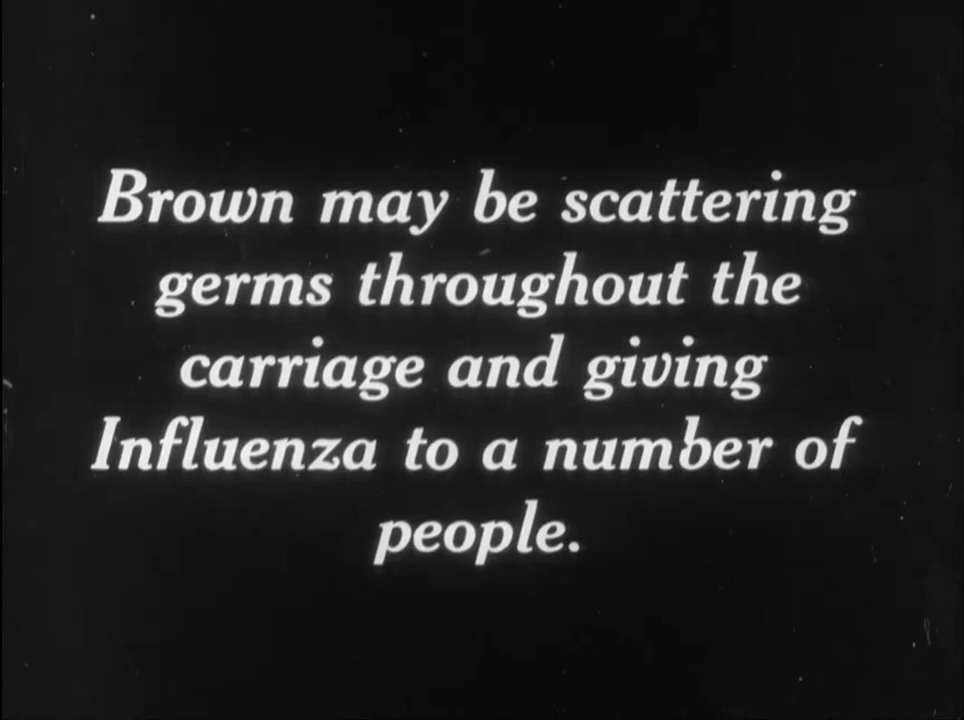 Brown may be scattering
germs throughout the
carriage and giving
Influenza to a number of
people.